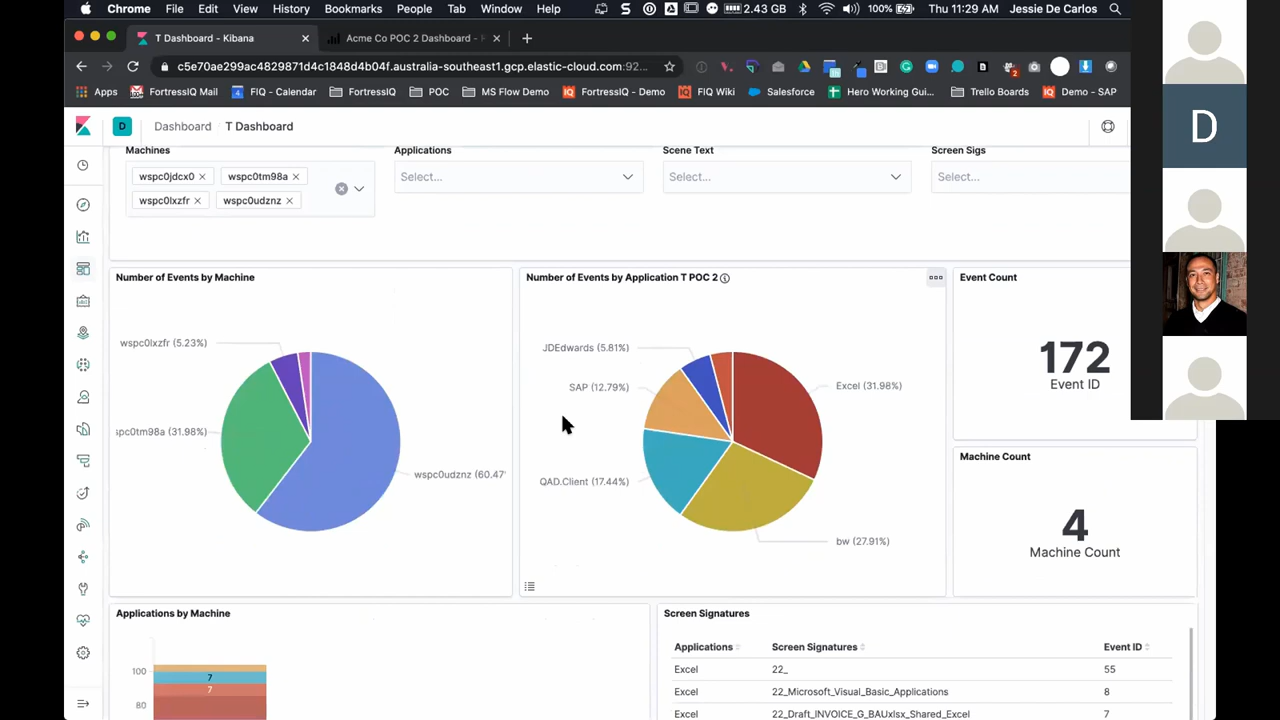 Chrome File Edit View History Bookmarks People Tab Window Help 2.43 GB 100% Thu 11:29 AM Jessie De Carlos
T Dashboard - Kibana
Acme Co POC 2 Dashboard -
c5e70ae299ac4829871d4c1848d4b04f.australia-southeast1.gcp.elastic-cloud.com:92...
Apps FortressIQ Mail FIQ - Calendar FortressIQ POC MS Flow Demo FortressIQ - Demo FIQ Wiki Salesforce Hero Working Gui... Trello Boards Demo - SAP
D Dashboard T Dashboard
D
Machines Applications Scene Text Screen Sigs
wspc0jdcx0 wspc0tm98a
wspc0lxzfr wspc0udznz
Select... Select... Select...
Number of Events by Machine
wspc0lxzfr (5.23%)
spc0tm98a (31.98%)
wspc0udznz (60.47
Number of Events by Application T POC 2
JDEdwards (5.81%)
SAP (12.79%)
QAD.Client (17.44%)
Excel (31.98%)
bw (27.91%)
Event Count
172
Event ID
Machine Count
4
Machine Count
Applications by Machine
100
80
7
7
Screen Signatures
Applications Screen Signatures Event ID
Excel 22_ 55
Excel 22_Microsoft_Visual_Basic_Applications 8
Excel 22_Draft_INVOICE_G_BAUxlsx_Shared_Excel 7